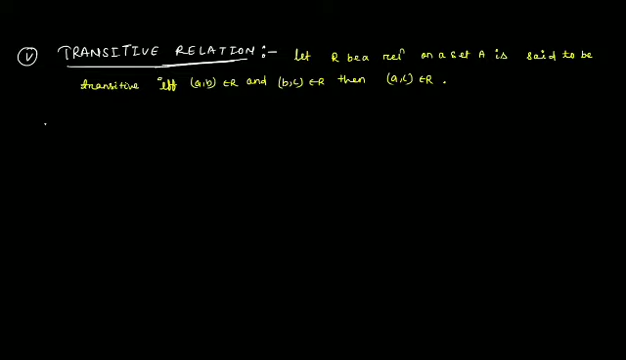 (V) TRANSITIVE RELATION :- Let R be a relⁿ on a set A is said to be
transitive iff (a,b) ∈ R and (b,c) ∈ R then (a,c) ∈ R .